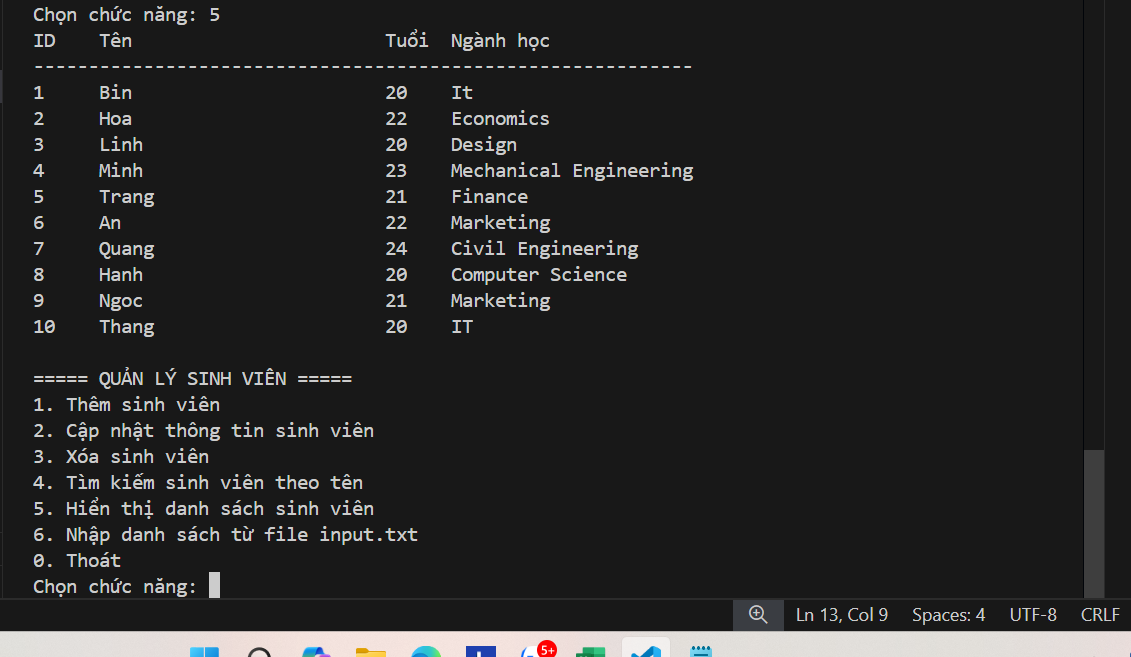 Chọn chức năng: 5
ID Tên Tuổi Ngành học
------------------------------------------------------------
1 Bin 20 It
2 Hoa 22 Economics
3 Linh 20 Design
4 Minh 23 Mechanical Engineering
5 Trang 21 Finance
6 An 22 Marketing
7 Quang 24 Civil Engineering
8 Hanh 20 Computer Science
9 Ngoc 21 Marketing
10 Thang 20 IT
===== QUẢN LÝ SINH VIÊN =====
1. Thêm sinh viên
2. Cập nhật thông tin sinh viên
3. Xóa sinh viên
4. Tìm kiếm sinh viên theo tên
5. Hiển thị danh sách sinh viên
6. Nhập danh sách từ file input.txt
0. Thoát
Chọn chức năng:
Ln 13, Col 9 Spaces: 4 UTF-8 CRLF
5+